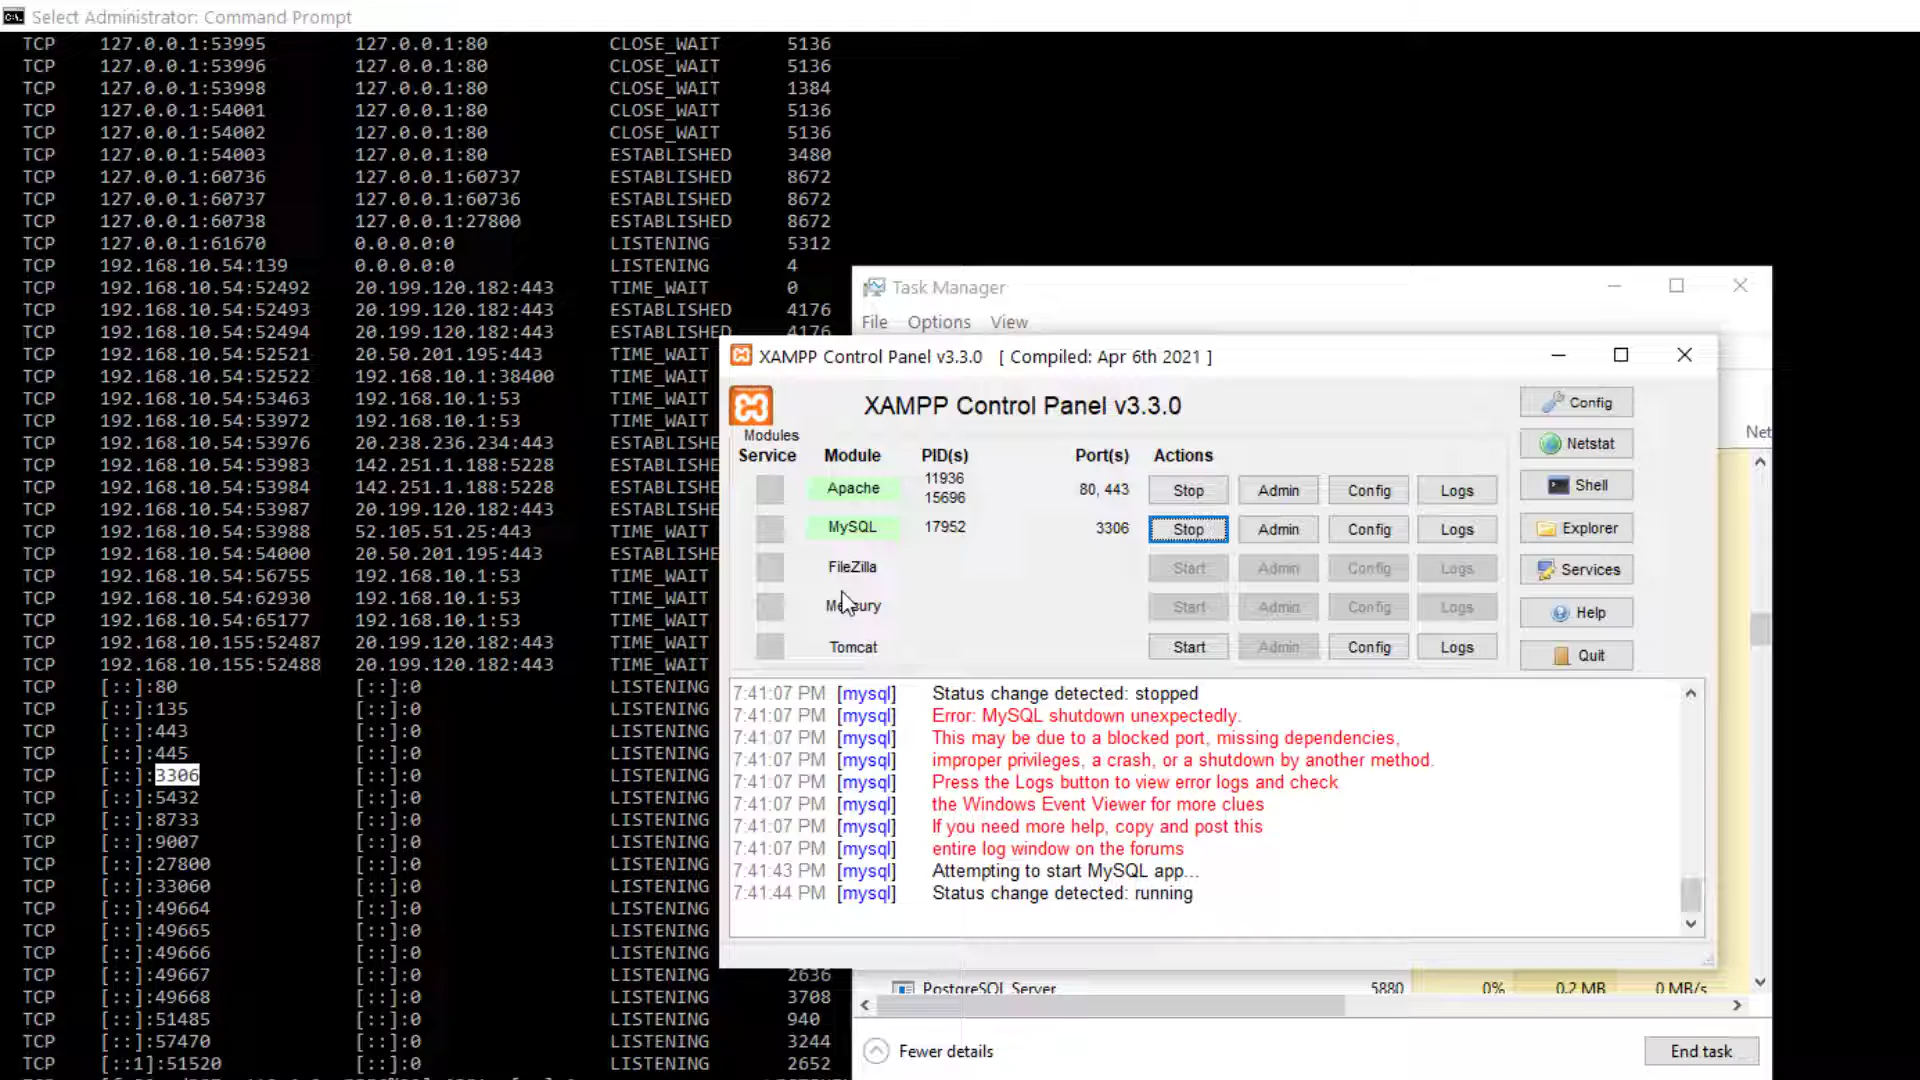 Select Administrator: Command Prompt
TCP 127.0.0.1:53995 127.0.0.1:80 CLOSE_WAIT 5136
TCP 127.0.0.1:53996 127.0.0.1:80 CLOSE_WAIT 5136
TCP 127.0.0.1:53998 127.0.0.1:80 CLOSE_WAIT 1384
TCP 127.0.0.1:54001 127.0.0.1:80 CLOSE_WAIT 5136
TCP 127.0.0.1:54002 127.0.0.1:80 CLOSE_WAIT 5136
TCP 127.0.0.1:54003 127.0.0.1:80 ESTABLISHED 3480
TCP 127.0.0.1:60736 127.0.0.1:60737 ESTABLISHED 8672
TCP 127.0.0.1:60737 127.0.0.1:60736 ESTABLISHED 8672
TCP 127.0.0.1:60738 127.0.0.1:27800 ESTABLISHED 8672
TCP 127.0.0.1:61670 0.0.0.0:0 LISTENING 5312
TCP 192.168.10.54:139 0.0.0.0:0 LISTENING 4
TCP 192.168.10.54:52492 20.199.120.182:443 TIME_WAIT 0
TCP 192.168.10.54:52493 20.199.120.182:443 ESTABLISHED 4176
TCP 192.168.10.54:52494 20.199.120.182:443 ESTABLISHED 4176
TCP 192.168.10.54:52521 20.50.201.195:443 TIME_WAIT
TCP 192.168.10.54:52522 192.168.10.1:38400 TIME_WAIT
TCP 192.168.10.54:53463 192.168.10.1:53 TIME_WAIT
TCP 192.168.10.54:53972 192.168.10.1:53 TIME_WAIT
TCP 192.168.10.54:53976 20.238.236.234:443 ESTABLISHE
TCP 192.168.10.54:53983 142.251.1.188:5228 ESTABLISHE
TCP 192.168.10.54:53984 142.251.1.188:5228 ESTABLISHE
TCP 192.168.10.54:53987 20.199.120.182:443 ESTABLISHE
TCP 192.168.10.54:53988 52.105.51.25:443 TIME_WAIT
TCP 192.168.10.54:54000 20.50.201.195:443 ESTABLISHE
TCP 192.168.10.54:56755 192.168.10.1:53 TIME_WAIT
TCP 192.168.10.54:62930 192.168.10.1:53 TIME_WAIT
TCP 192.168.10.54:65177 192.168.10.1:53 TIME_WAIT
TCP 192.168.10.155:52487 20.199.120.182:443 TIME_WAIT
TCP 192.168.10.155:52488 20.199.120.182:443 TIME_WAIT
TCP [::]:80 [::]:0 LISTENING
TCP [::]:135 [::]:0 LISTENING
TCP [::]:443 [::]:0 LISTENING
TCP [::]:445 [::]:0 LISTENING
TCP [::]:3306 [::]:0 LISTENING
TCP [::]:5432 [::]:0 LISTENING
TCP [::]:8733 [::]:0 LISTENING
TCP [::]:9007 [::]:0 LISTENING
TCP [::]:27800 [::]:0 LISTENING
TCP [::]:33060 [::]:0 LISTENING
TCP [::]:49664 [::]:0 LISTENING
TCP [::]:49665 [::]:0 LISTENING
TCP [::]:49666 [::]:0 LISTENING
TCP [::]:49667 [::]:0 LISTENING 2636
TCP [::]:49668 [::]:0 LISTENING 3708
TCP [::]:51485 [::]:0 LISTENING 940
TCP [::]:57470 [::]:0 LISTENING 3244
TCP [::1]:51520 [::]:0 LISTENING 2652
Task Manager
File Options View
Net
XAMPP Control Panel v3.3.0 [ Compiled: Apr 6th 2021 ]
XAMPP Control Panel v3.3.0
Modules
Service Module PID(s) Port(s) Actions
Apache 11936 15696 80, 443 Stop Admin Config Logs
MySQL 17952 3306 Stop Admin Config Logs
FileZilla Start Admin Config Logs
Mercury Start Admin Config Logs
Tomcat Start Admin Config Logs
Config
Netstat
Shell
Explorer
Services
Help
Quit
7:41:07 PM [mysql] Status change detected: stopped
7:41:07 PM [mysql] Error: MySQL shutdown unexpectedly.
7:41:07 PM [mysql] This may be due to a blocked port, missing dependencies,
7:41:07 PM [mysql] improper privileges, a crash, or a shutdown by another method.
7:41:07 PM [mysql] Press the Logs button to view error logs and check
7:41:07 PM [mysql] the Windows Event Viewer for more clues
7:41:07 PM [mysql] If you need more help, copy and post this
7:41:07 PM [mysql] entire log window on the forums
7:41:43 PM [mysql] Attempting to start MySQL app...
7:41:44 PM [mysql] Status change detected: running
PostgreSQL Server 5880 0% 0.2 MB 0 MB/s
Fewer details
End task